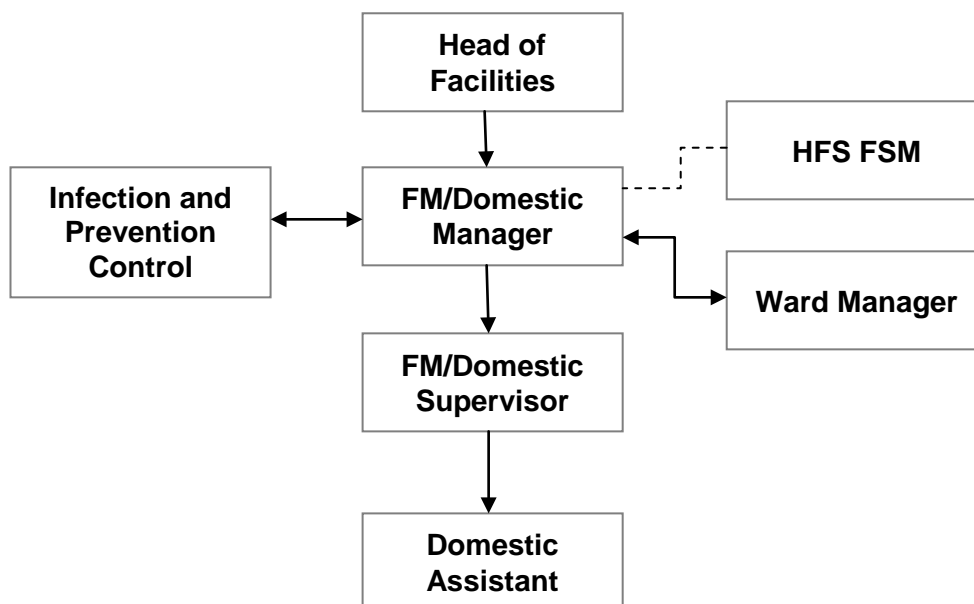 Head of
Facilities
HFS FSM
Infection and
Prevention
Control
FM/Domestic
Manager
Ward Manager
FM/Domestic
Supervisor
Domestic
Assistant